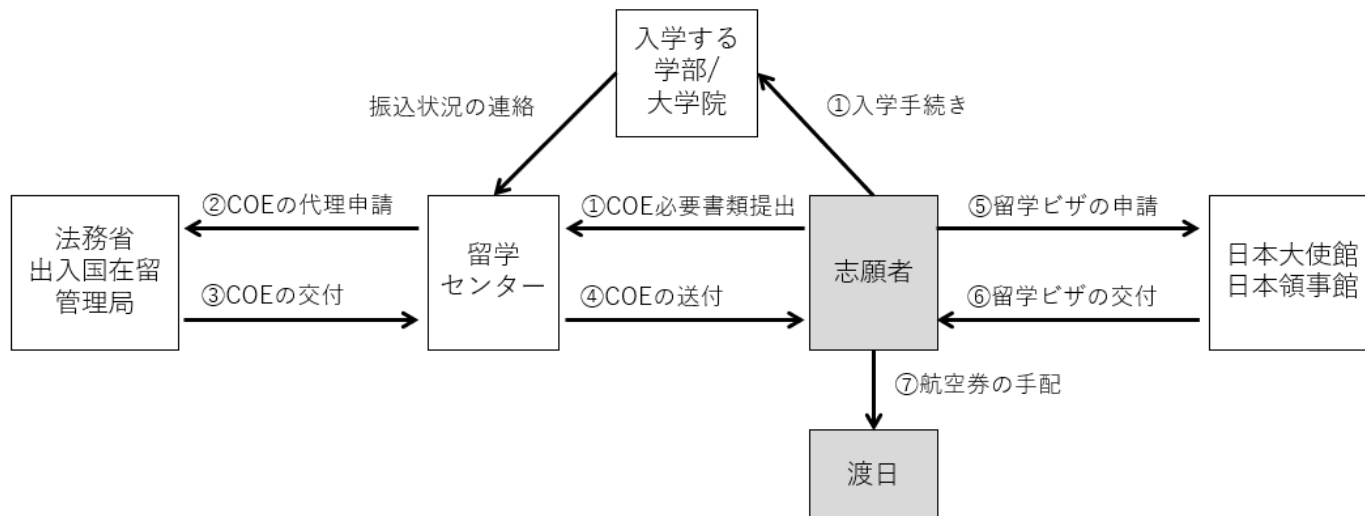 入学する
学部/
大学院
振込状況の連絡
①入学手続き
②COEの代理申請
①COE必要書類提出
⑤留学ビザの申請
法務省
出入国在留
管理局
留学
センター
志願者
日本大使館
日本領事館
③COEの交付
④COEの送付
⑥留学ビザの交付
⑦航空券の手配
渡日